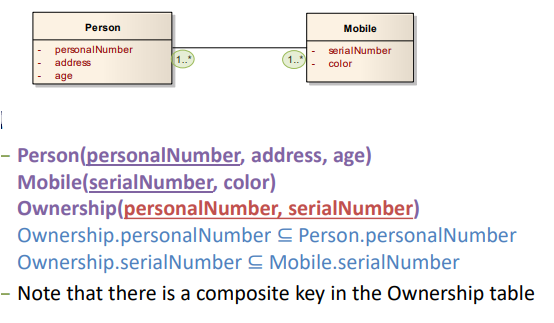 Person
- personalNumber
- address
- age
Mobile
- serialNumber
- color
1..*
1..*
– Person(personalNumber, address, age)
Mobile(serialNumber, color)
Ownership(personalNumber, serialNumber)
Ownership.personalNumber ⊆ Person.personalNumber
Ownership.serialNumber ⊆ Mobile.serialNumber
– Note that there is a composite key in the Ownership table